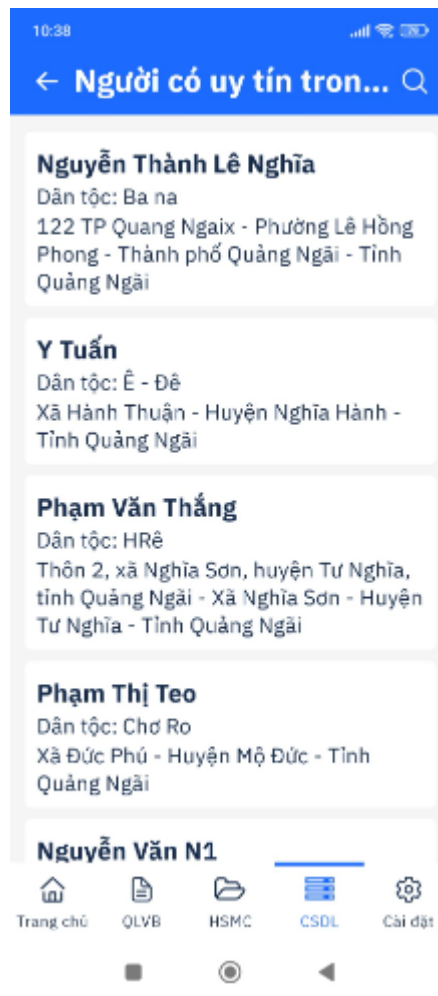 10:38
← Người có uy tín tron...
Nguyễn Thành Lê Nghĩa
Dân tộc: Ba na
122 TP Quang Ngaix - Phường Lê Hồng
Phong - Thành phố Quảng Ngãi - Tỉnh
Quảng Ngãi
Y Tuấn
Dân tộc: Ê - Đê
Xã Hành Thuận - Huyện Nghĩa Hành -
Tỉnh Quảng Ngãi
Phạm Văn Thắng
Dân tộc: HRê
Thôn 2, xã Nghĩa Sơn, huyện Tư Nghĩa,
tỉnh Quảng Ngãi - Xã Nghĩa Sơn - Huyện
Tư Nghĩa - Tỉnh Quảng Ngãi
Phạm Thị Teo
Dân tộc: Chơ Ro
Xã Đức Phú - Huyện Mộ Đức - Tỉnh
Quảng Ngãi
Nguyễn Văn N1
Trang chủ QLVB HSMC CSDL Cài đặt